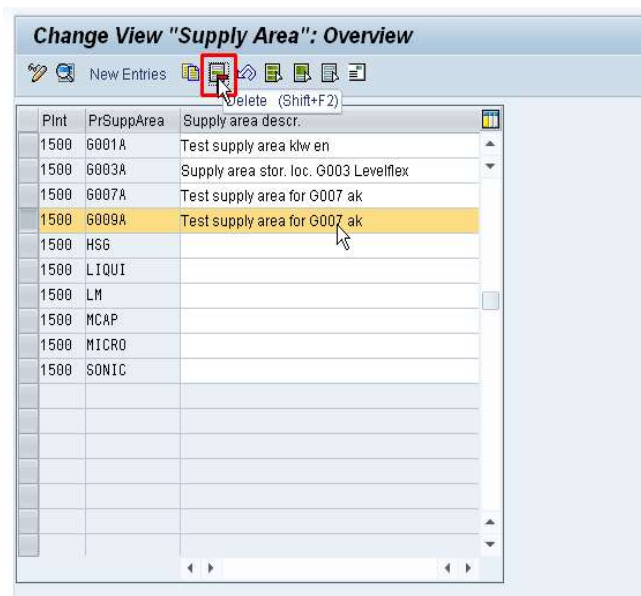 Change View "Supply Area": Overview
New Entries
Delete (Shift+F2)
Plnt PrSuppArea Supply area descr.
1500 G001A Test supply area klw en
1500 G003A Supply area stor. loc. G003 Levelflex
1500 G007A Test supply area for G007 ak
1500 G009A Test supply area for G007 ak
1500 HSG
1500 LIQUI
1500 LM
1500 MCAP
1500 MICRO
1500 SONIC